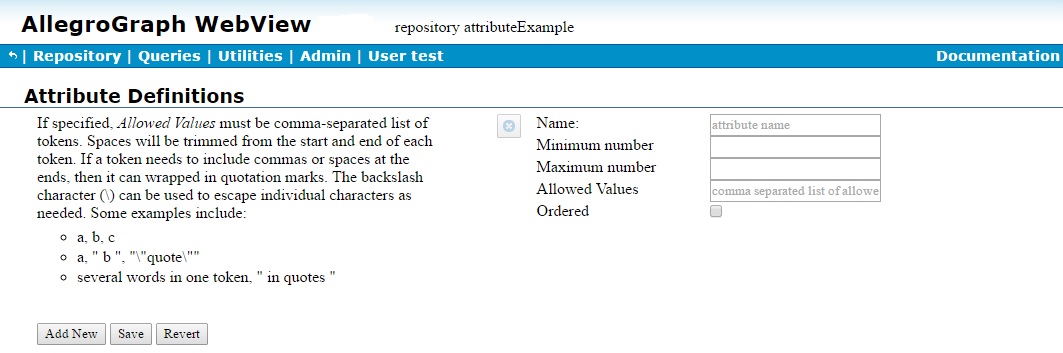 AllegroGraph WebView repository attributeExample
| Repository | Queries | Utilities | Admin | User test Documentation
Attribute Definitions
If specified, Allowed Values must be comma-separated list of
tokens. Spaces will be trimmed from the start and end of each
token. If a token needs to include commas or spaces at the
ends, then it can wrapped in quotation marks. The backslash
character (\) can be used to escape individual characters as
needed. Some examples include:
a, b, c
a, " b ", "\"quote\""
several words in one token, " in quotes "
Name: attribute name
Minimum number
Maximum number
Allowed Values comma separated list of allowe
Ordered
Add New Save Revert